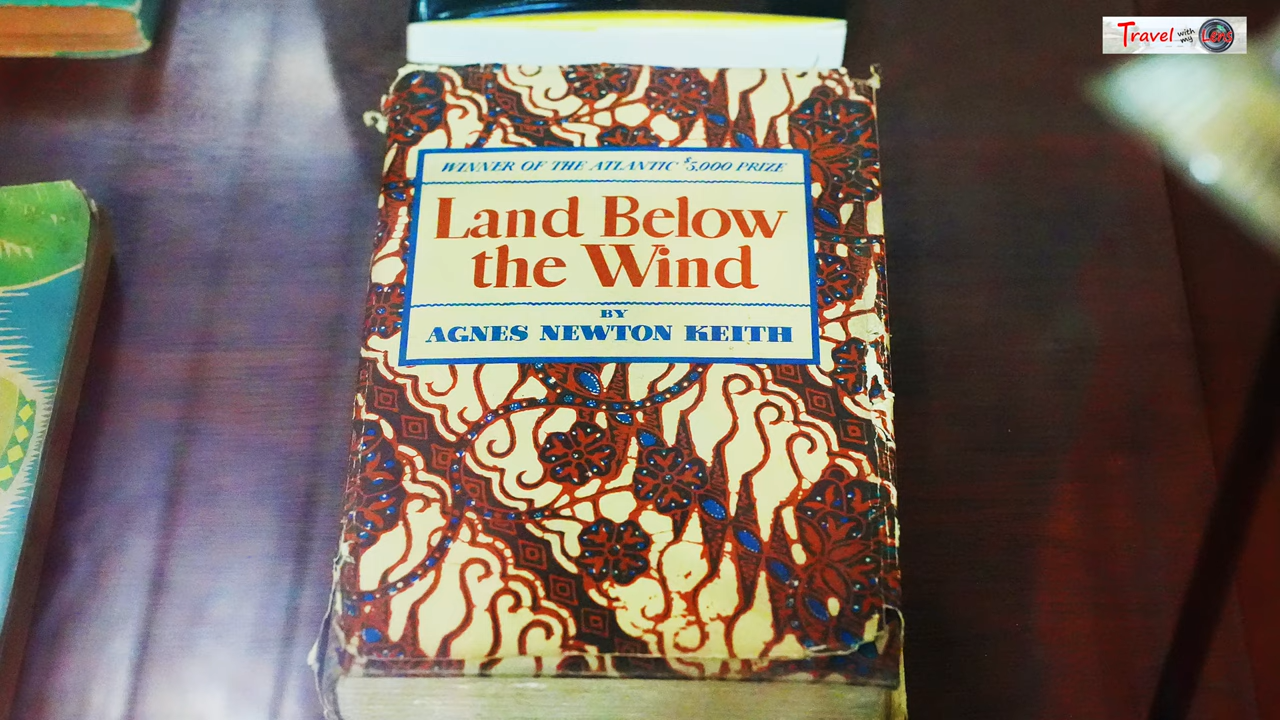 Travel with my Lens
WINNER OF THE ATLANTIC $5,000 PRIZE
Land Below
the Wind
BY
AGNES NEWTON KEITH